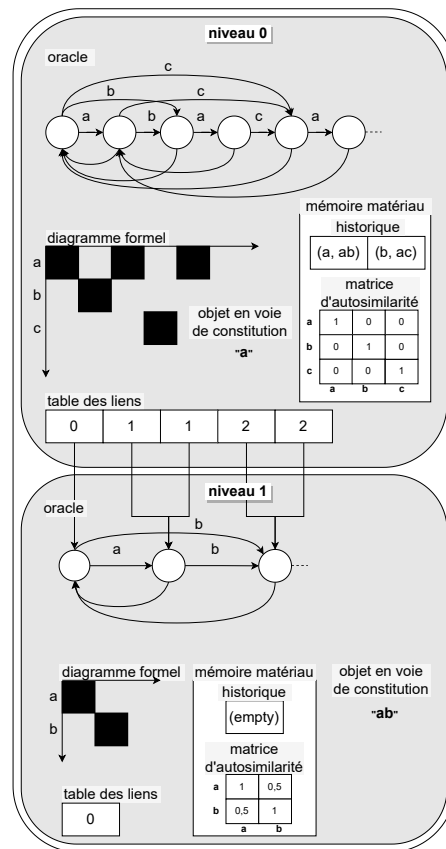 niveau 0
oracle
c
b c
a b a c a
diagramme formel
a
b
c
objet en voie
de constitution
"a"
mémoire matériau
historique
(a, ab) (b, ac)
matrice
d'autosimilarité
a 1 0 0
b 0 1 0
c 0 0 1
a b c
table des liens
0 1 1 2 2
niveau 1
oracle
b
a b
diagramme formel
a
b
table des liens
0
mémoire matériau
historique
(empty)
matrice
d'autosimilarité
a 1 0,5
b 0,5 1
a b
objet en voie
de constitution
"ab"